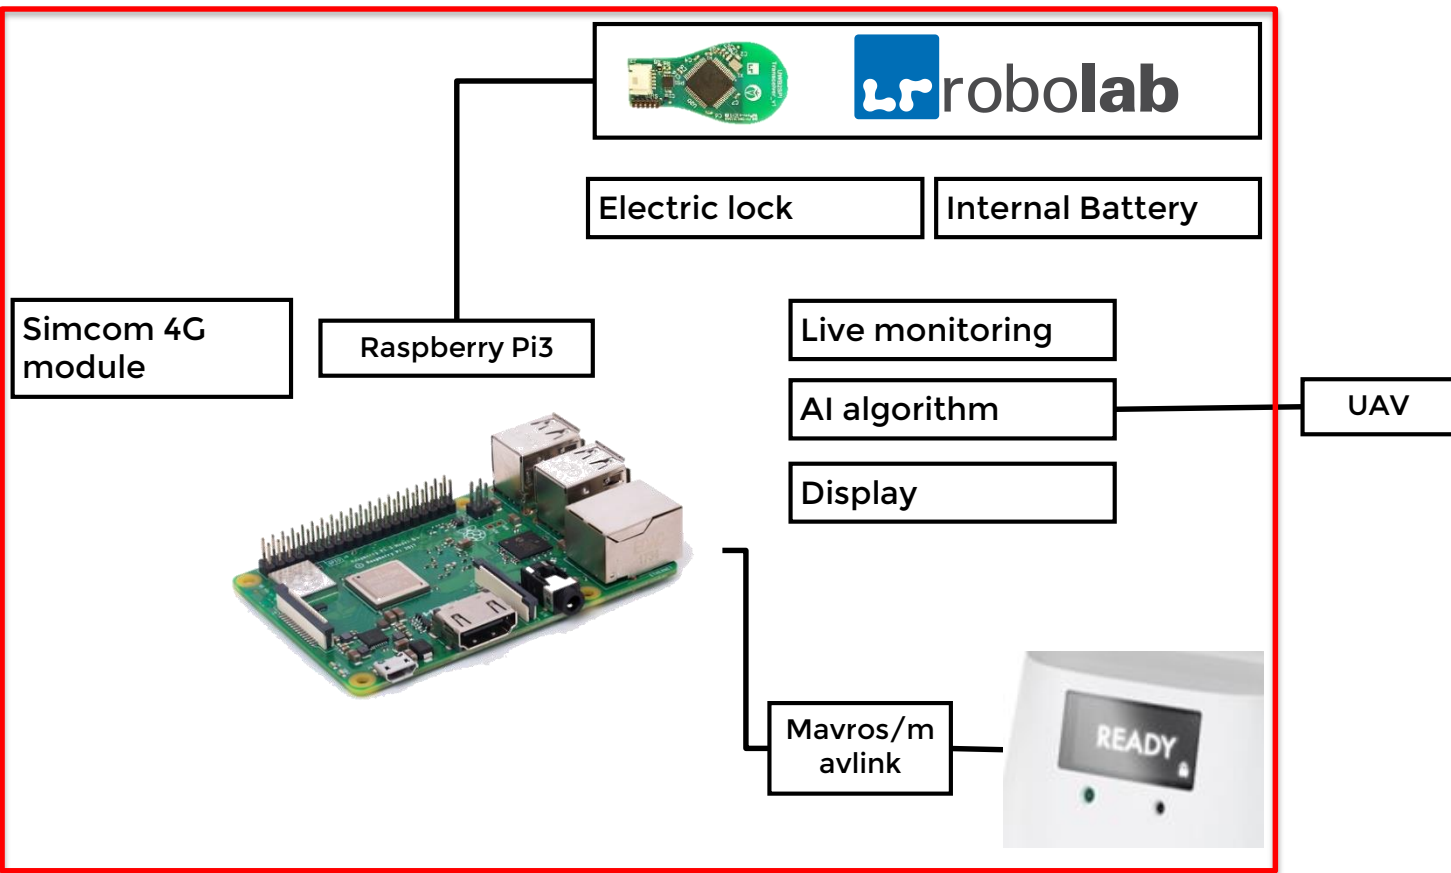 robolab
Electric lock
Internal Battery
Simcom 4G
module
Raspberry Pi3
Live monitoring
AI algorithm
UAV
Display
Mavros/m
avlink
READY